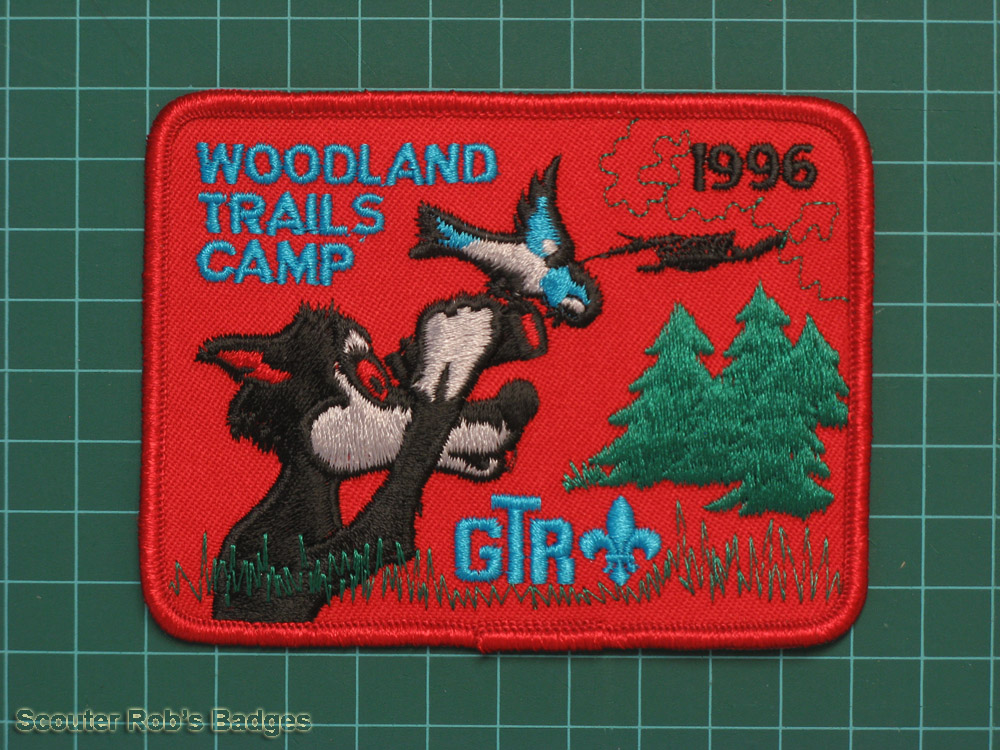 WOODLAND
TRAILS
CAMP
1996
GTR
Scouter Rob's Badges